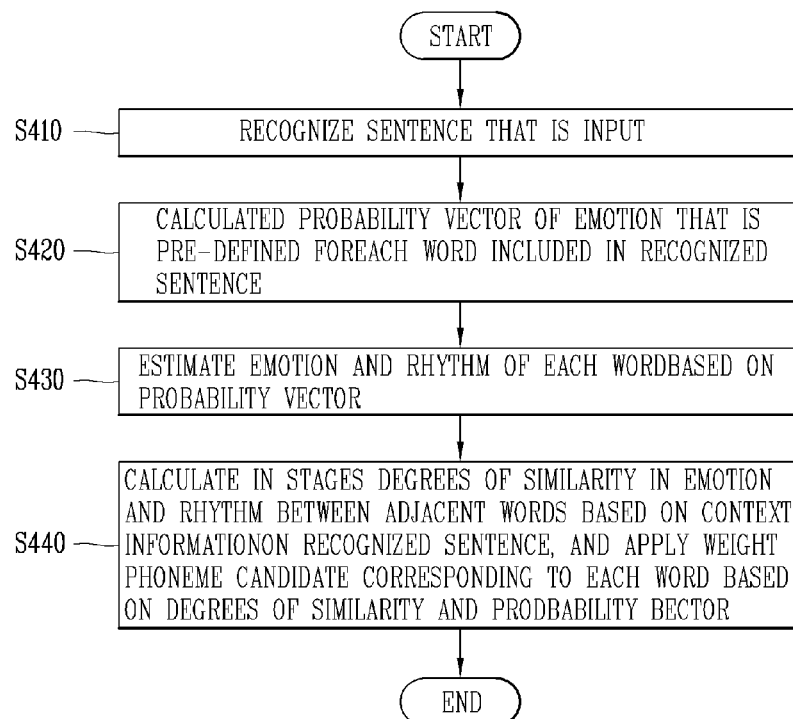 START
S410
RECOGNIZE SENTENCE THAT IS INPUT
S420
CALCULATED PROBABILITY VECTOR OF EMOTION THAT IS
PRE-DEFINED FOREACH WORD INCLUDED IN RECOGNIZED
SENTENCE
S430
ESTIMATE EMOTION AND RHYTHM OF EACH WORDBASED ON
PROBABILITY VECTOR
S440
CALCULATE IN STAGES DEGREES OF SIMILARITY IN EMOTION
AND RHYTHM BETWEEN ADJACENT WORDS BASED ON CONTEXT
INFORMATIONON RECOGNIZED SENTENCE, AND APPLY WEIGHT
PHONEME CANDIDATE CORRESPONDING TO EACH WORD BASED
ON DEGREES OF SIMILARITY AND PRODBABILITY BECTOR
END